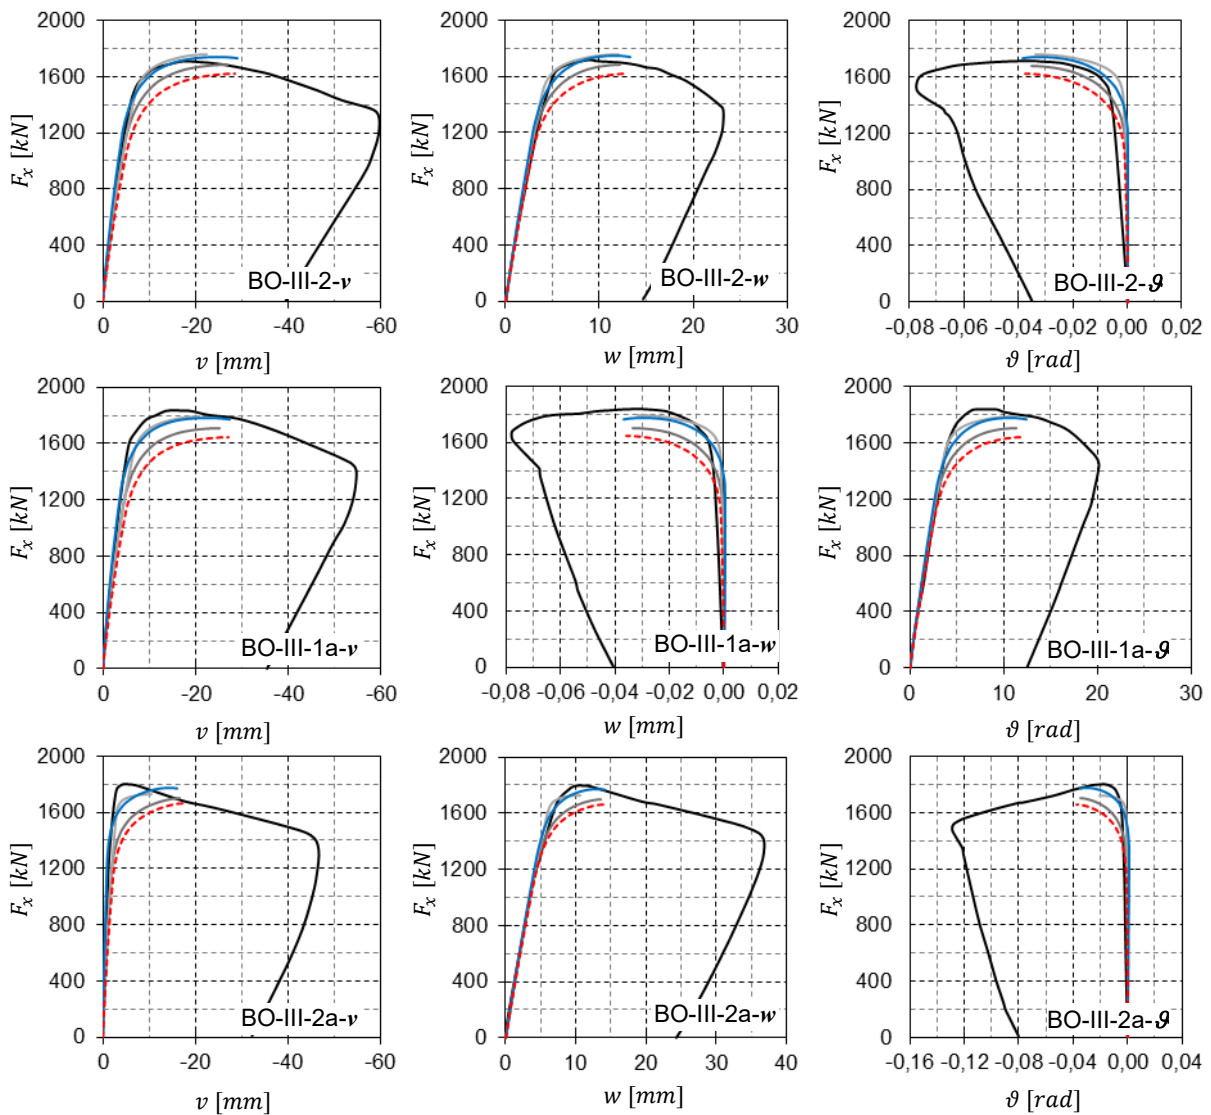 2000
1600
1200
800
400
0
F_x [kN]
BO-III-2-v
0 -20 -40 -60
v [mm]
2000
1600
1200
800
400
0
F_x [kN]
BO-III-2-w
0 10 20 30
w [mm]
2000
1600
1200
800
400
0
F_x [kN]
BO-III-2-ϑ
-0,08 -0,06 -0,04 -0,02 0,00 0,02
ϑ [rad]
2000
1600
1200
800
400
0
F_x [kN]
BO-III-1a-v
0 -20 -40 -60
v [mm]
2000
1600
1200
800
400
0
F_x [kN]
BO-III-1a-w
-0,08 -0,06 -0,04 -0,02 0,00 0,02
w [mm]
2000
1600
1200
800
400
0
F_x [kN]
BO-III-1a-ϑ
0 10 20 30
ϑ [rad]
2000
1600
1200
800
400
0
F_x [kN]
BO-III-2a-v
0 -20 -40 -60
v [mm]
2000
1600
1200
800
400
0
F_x [kN]
BO-III-2a-w
0 10 20 30 40
w [mm]
2000
1600
1200
800
400
0
F_x [kN]
BO-III-2a-ϑ
-0,16 -0,12 -0,08 -0,04 0,00 0,04
ϑ [rad]